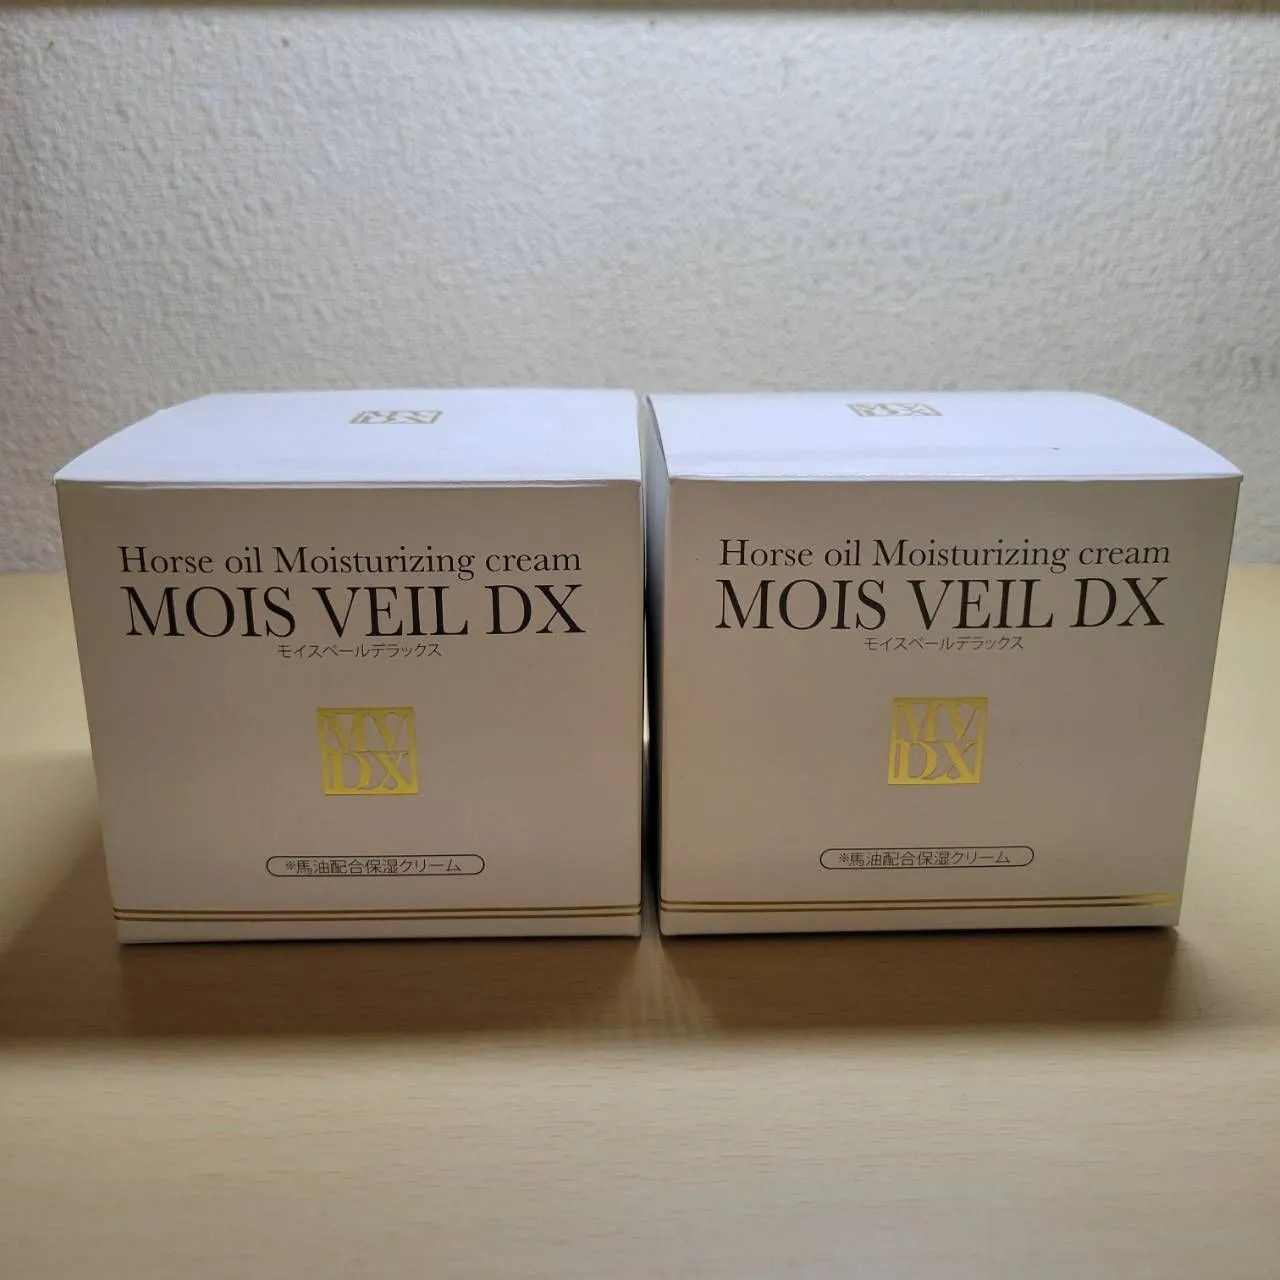 MV
DX
Horse oil Moisturizing cream
MOIS VEIL DX
モイスベールデラックス
MV
DX
※馬油配合保湿クリーム
MV
DX
Horse oil Moisturizing cream
MOIS VEIL DX
モイスベールデラックス
MV
DX
※馬油配合保湿クリーム